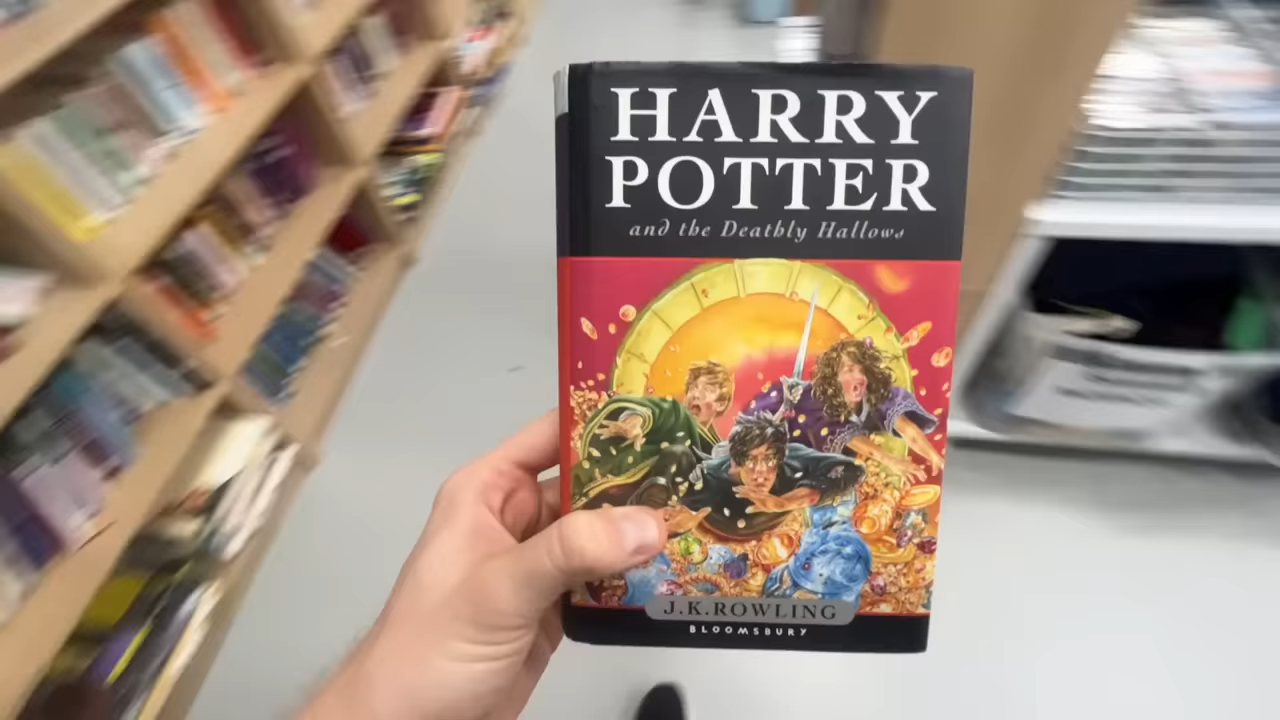 HARRY
POTTER
and the Deathly Hallows
J.K.ROWLING
BLOOMSBURY